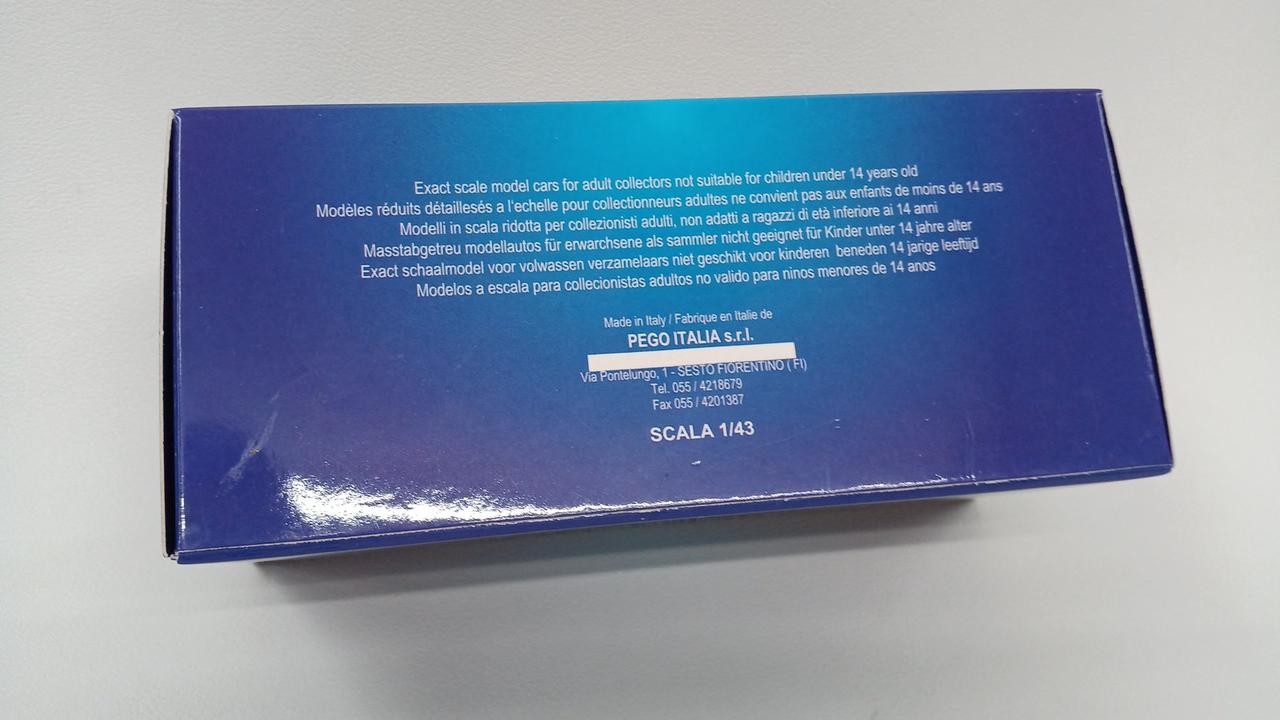 Exact scale model cars for adult collectors not suitable for children under 14 years old
Modèles réduits détaillesés a l'echelle pour collectionneurs adultes ne convient pas aux enfants de moins de 14 ans
Modelli in scala ridotta per collezionisti adulti, non adatti a ragazzi di età inferiore ai 14 anni
Masstabgetreu modellautos für erwarchsene als sammler nicht geeignet für Kinder unter 14 jahre alter
Exact schaalmodel voor volwassen verzamelaars niet geschikt voor kinderen beneden 14 jarige leeftijd
Modelos a escala para collecionistas adultos no valido para ninos menores de 14 anos
Made in Italy / Fabrique en Italie de
PEGO ITALIA s.r.l.
Via Pontelungo, 1 - SESTO FIORENTINO ( FI)
Tel. 055 / 4218679
Fax 055 / 4201387
SCALA 1/43